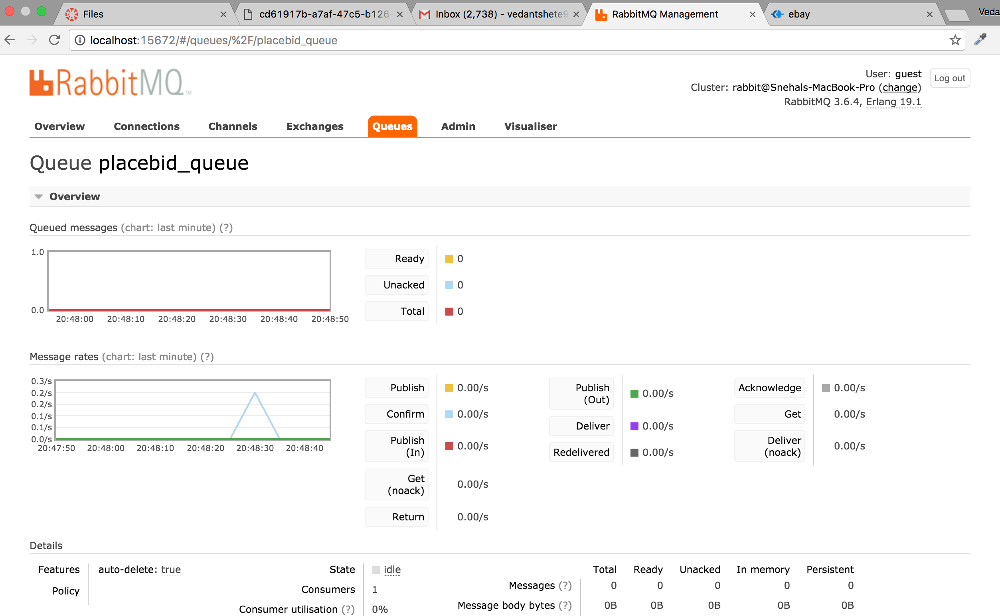 Files
cd61917b-a7af-47c5-b126-
Inbox (2,738) - vedantshete9
RabbitMQ Management
ebay
Veda
localhost:15672/#/queues/%2F/placebid_queue
RabbitMQ™
User: guest
Log out
Cluster: rabbit@Snehals-MacBook-Pro (change)
RabbitMQ 3.6.4, Erlang 19.1
Overview Connections Channels Exchanges Queues Admin Visualiser
Queue placebid_queue
Overview
Queued messages (chart: last minute) (?)
1.0
0.0
20:48:00 20:48:10 20:48:20 20:48:30 20:48:40 20:48:50
Ready 0
Unacked 0
Total 0
Message rates (chart: last minute) (?)
0.3/s
0.2/s
0.2/s
0.1/s
0.1/s
0.0/s
20:47:50 20:48:00 20:48:10 20:48:20 20:48:30 20:48:40
Publish 0.00/s
Confirm 0.00/s
Publish
(In) 0.00/s
Get
(noack) 0.00/s
Return 0.00/s
Publish
(Out) 0.00/s
Deliver 0.00/s
Redelivered 0.00/s
Acknowledge 0.00/s
Get 0.00/s
Deliver
(noack) 0.00/s
Details
Features auto-delete: true
Policy
State idle
Consumers 1
Consumer utilisation (?) 0%
Total Ready Unacked In memory Persistent
Messages (?) 0 0 0 0 0
Message body bytes (?) 0B 0B 0B 0B 0B